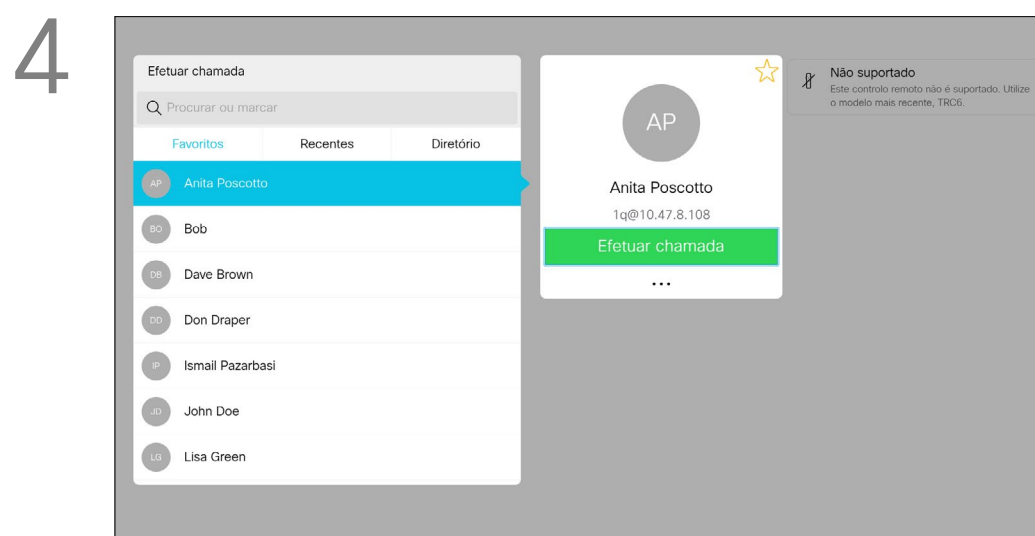 4
Efetuar chamada
Procurar ou marcar
Favoritos Recentes Diretório
AP Anita Poscotto
BO Bob
DB Dave Brown
DD Don Draper
IP Ismail Pazarbasi
JD John Doe
LG Lisa Green
AP
Anita Poscotto
1q@10.47.8.108
Efetuar chamada
...
Não suportado
Este controlo remoto não é suportado. Utilize
o modelo mais recente, TRC6.